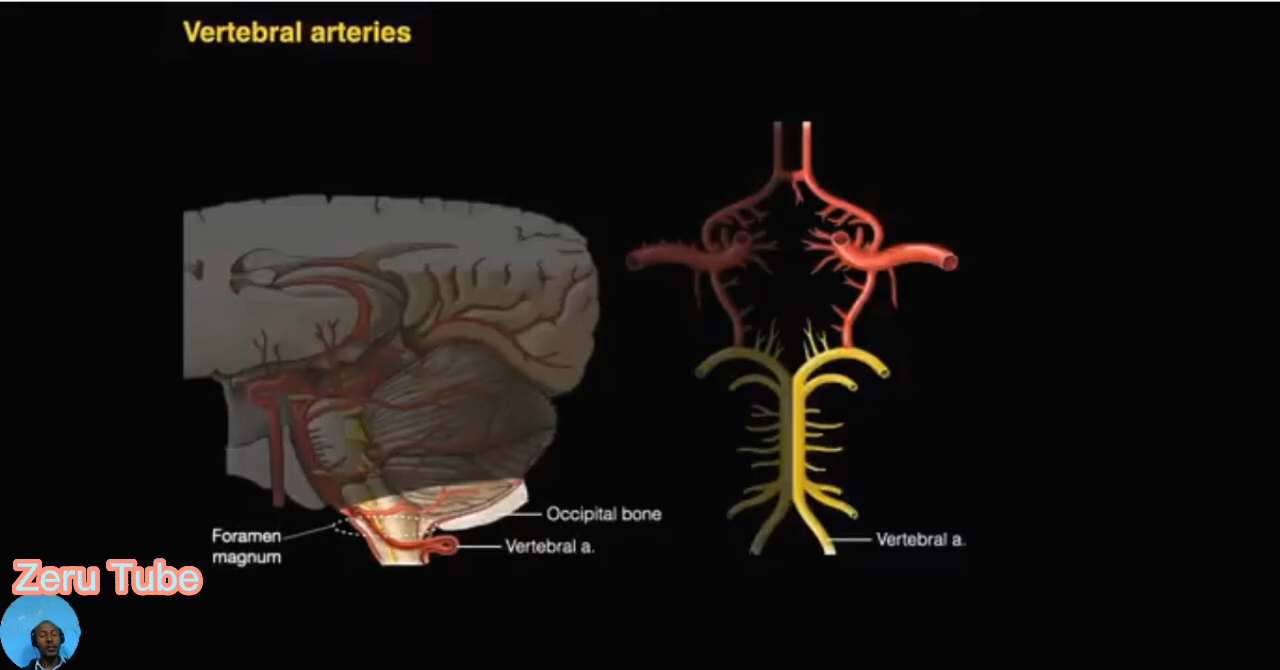 Vertebral arteries
Occipital bone
Foramen
magnum
Vertebral a.
Vertebral a.
Zeru Tube